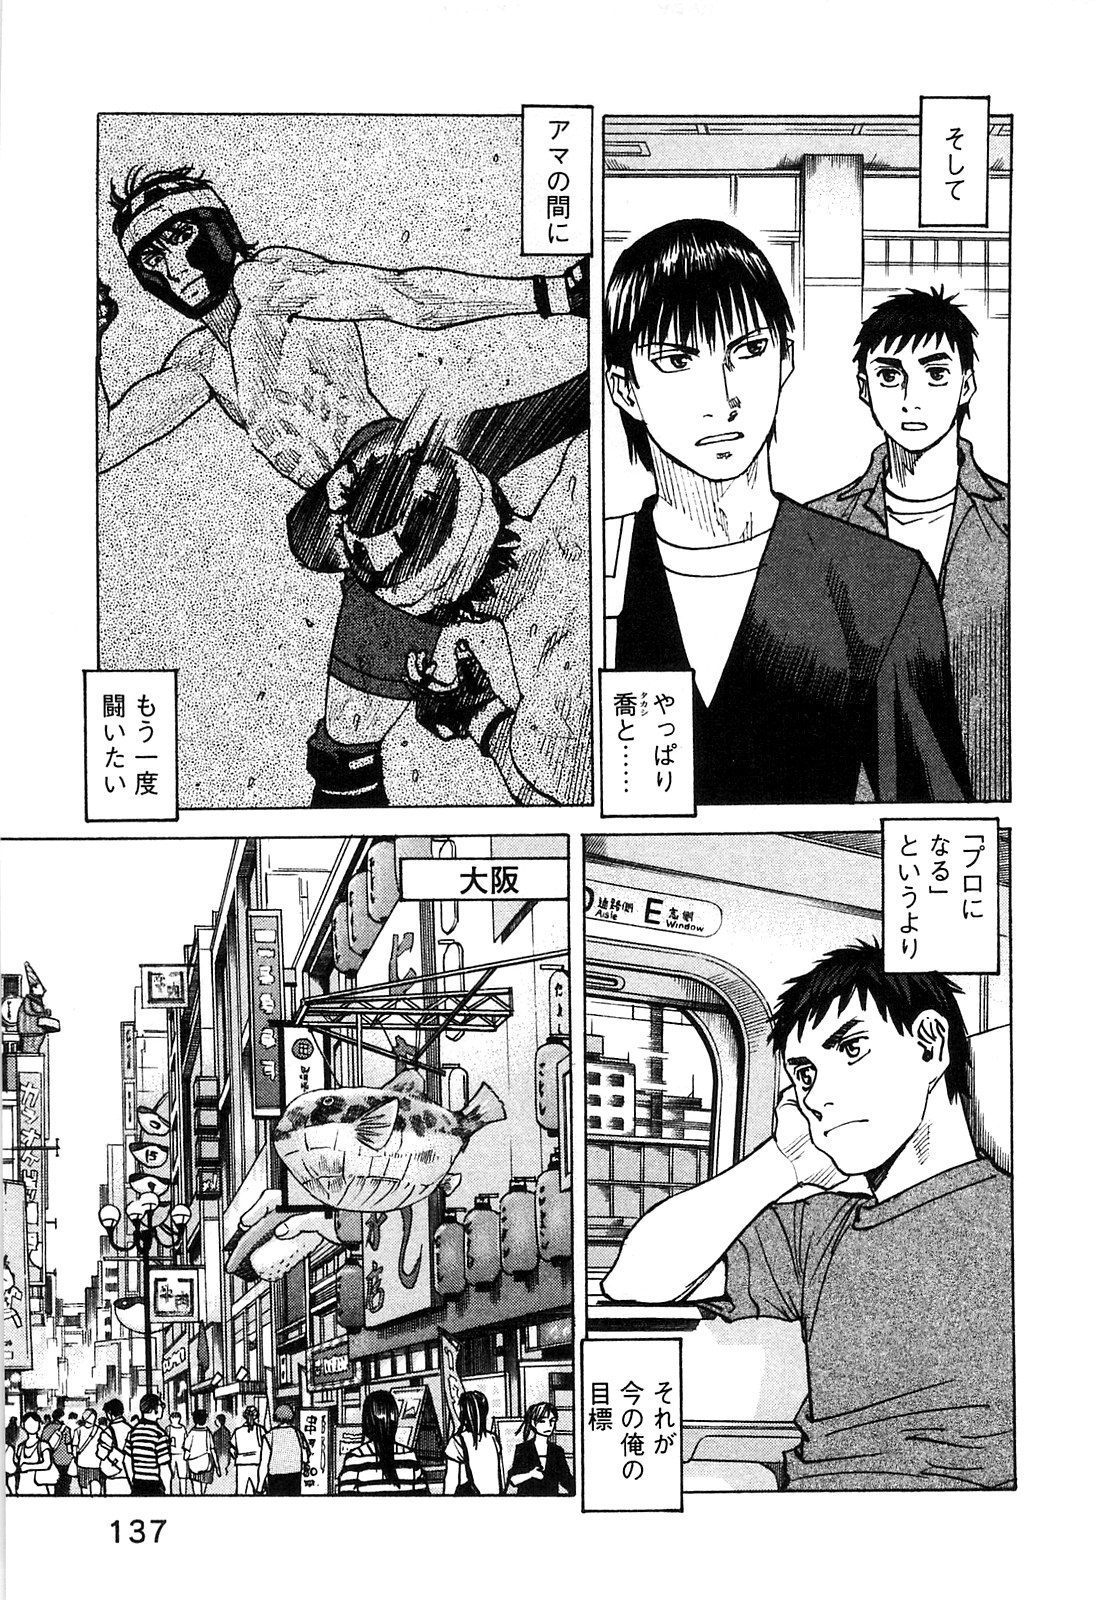 そして
やっぱり
喬と……
タカシ
アマの間に
もう一度
闘いたい
「プロに
なる」
というより
D 通路側
Aisle
E 窓側
Window
それが
今の俺の
目標
大阪
137